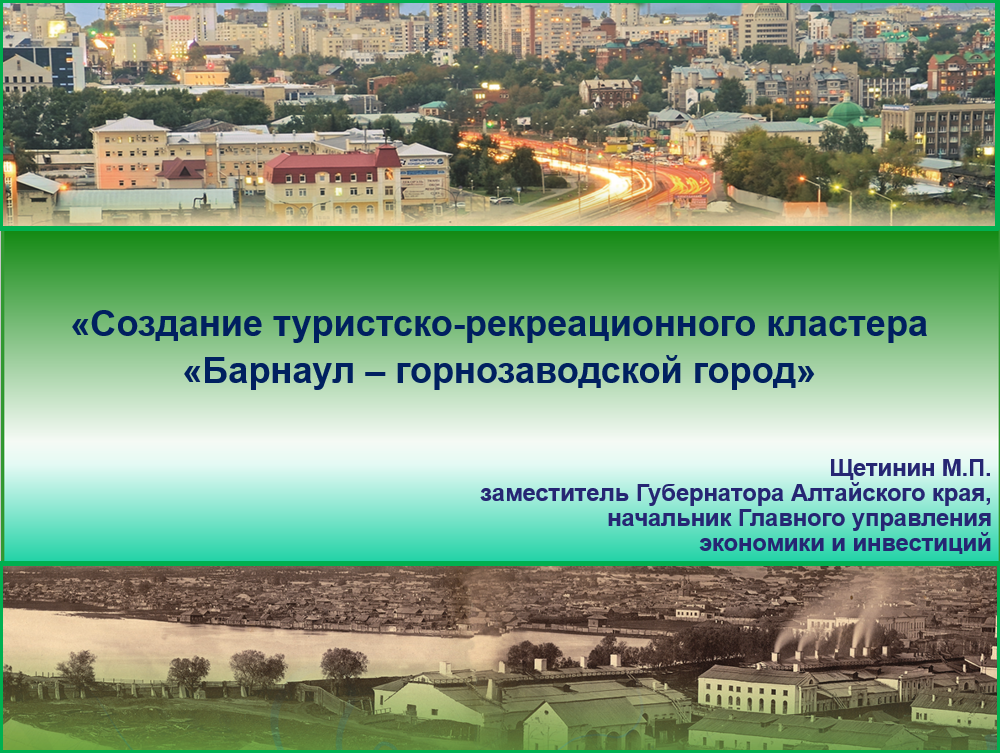 «Создание туристско-рекреационного кластера
«Барнаул – горнозаводской город»
Щетинин М.П.
заместитель Губернатора Алтайского края,
начальник Главного управления
экономики и инвестиций